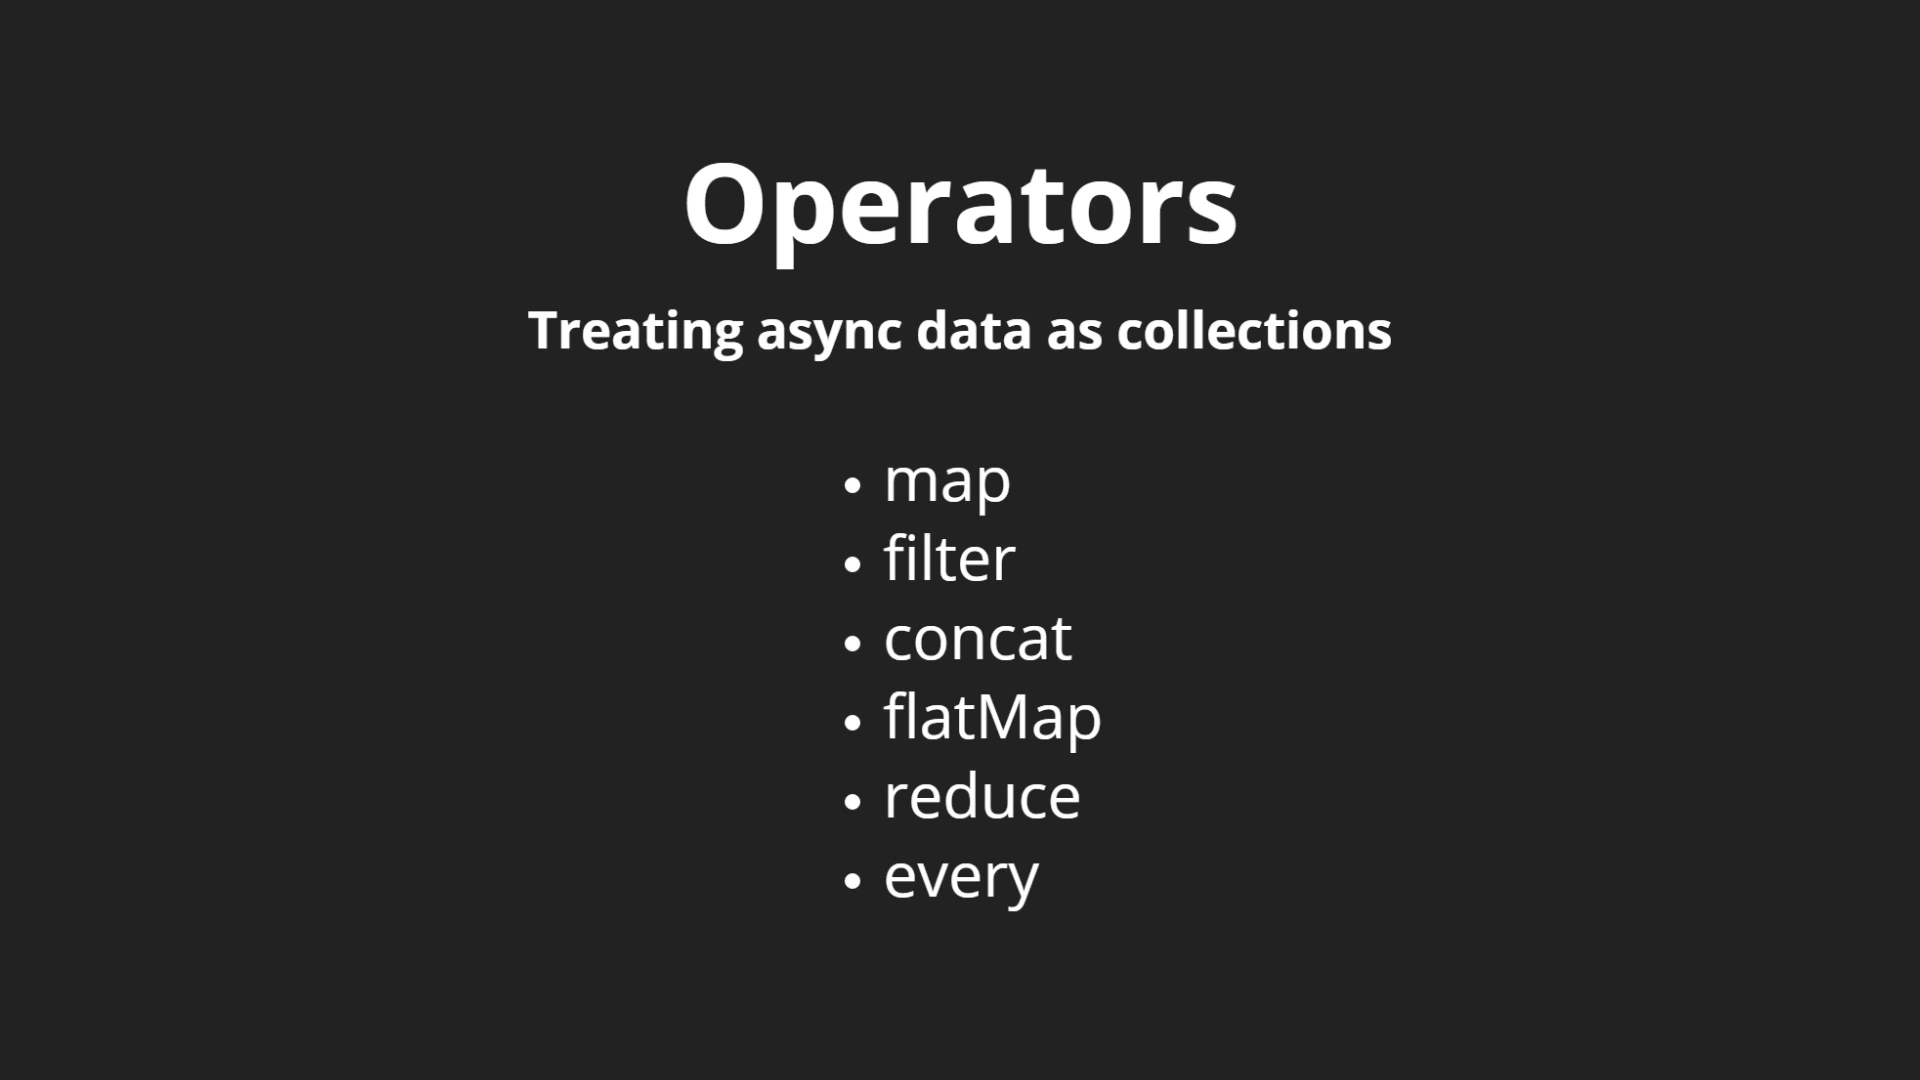 Operators
Treating async data as collections
• map
• filter
• concat
• flatMap
• reduce
• every